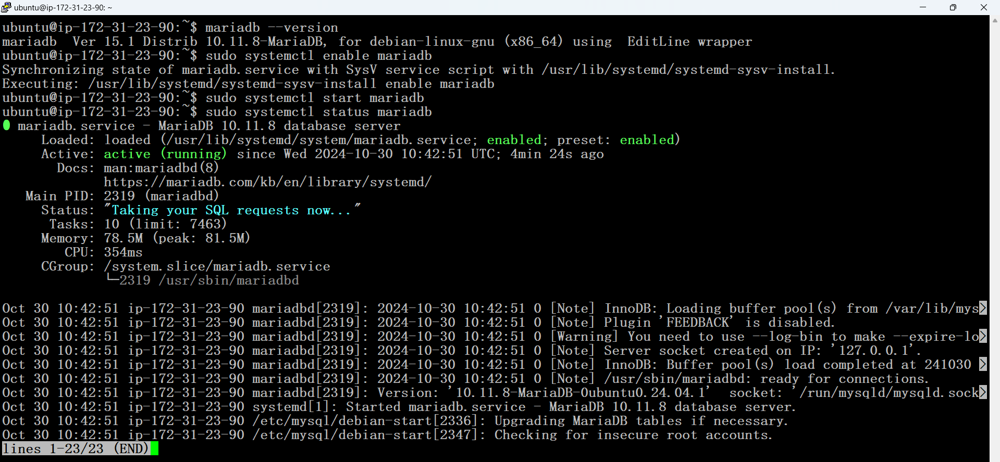 ubuntu@ip-172-31-23-90: ~
ubuntu@ip-172-31-23-90:~$ mariadb --version
mariadb  Ver 15.1 Distrib 10.11.8-MariaDB, for debian-linux-gnu (x86_64) using  EditLine wrapper
ubuntu@ip-172-31-23-90:~$ sudo systemctl enable mariadb
Synchronizing state of mariadb.service with SysV service script with /usr/lib/systemd/systemd-sysv-install.
Executing: /usr/lib/systemd/systemd-sysv-install enable mariadb
ubuntu@ip-172-31-23-90:~$ sudo systemctl start mariadb
ubuntu@ip-172-31-23-90:~$ sudo systemctl status mariadb
● mariadb.service - MariaDB 10.11.8 database server
     Loaded: loaded (/usr/lib/systemd/system/mariadb.service; enabled; preset: enabled)
     Active: active (running) since Wed 2024-10-30 10:42:51 UTC; 4min 24s ago
       Docs: man:mariadbd(8)
             https://mariadb.com/kb/en/library/systemd/
   Main PID: 2319 (mariadbd)
     Status: "Taking your SQL requests now..."
      Tasks: 10 (limit: 7463)
     Memory: 78.5M (peak: 81.5M)
        CPU: 354ms
     CGroup: /system.slice/mariadb.service
             └─2319 /usr/sbin/mariadbd
Oct 30 10:42:51 ip-172-31-23-90 mariadbd[2319]: 2024-10-30 10:42:51 0 [Note] InnoDB: Loading buffer pool(s) from /var/lib/mys>
Oct 30 10:42:51 ip-172-31-23-90 mariadbd[2319]: 2024-10-30 10:42:51 0 [Note] Plugin 'FEEDBACK' is disabled.
Oct 30 10:42:51 ip-172-31-23-90 mariadbd[2319]: 2024-10-30 10:42:51 0 [Warning] You need to use --log-bin to make --expire-lo>
Oct 30 10:42:51 ip-172-31-23-90 mariadbd[2319]: 2024-10-30 10:42:51 0 [Note] Server socket created on IP: '127.0.0.1'.
Oct 30 10:42:51 ip-172-31-23-90 mariadbd[2319]: 2024-10-30 10:42:51 0 [Note] InnoDB: Buffer pool(s) load completed at 241030 >
Oct 30 10:42:51 ip-172-31-23-90 mariadbd[2319]: 2024-10-30 10:42:51 0 [Note] /usr/sbin/mariadbd: ready for connections.
Oct 30 10:42:51 ip-172-31-23-90 mariadbd[2319]: Version: '10.11.8-MariaDB-0ubuntu0.24.04.1'  socket: '/run/mysqld/mysqld.sock>
Oct 30 10:42:51 ip-172-31-23-90 systemd[1]: Started mariadb.service - MariaDB 10.11.8 database server.
Oct 30 10:42:51 ip-172-31-23-90 /etc/mysql/debian-start[2336]: Upgrading MariaDB tables if necessary.
Oct 30 10:42:51 ip-172-31-23-90 /etc/mysql/debian-start[2347]: Checking for insecure root accounts.
lines 1-23/23 (END)